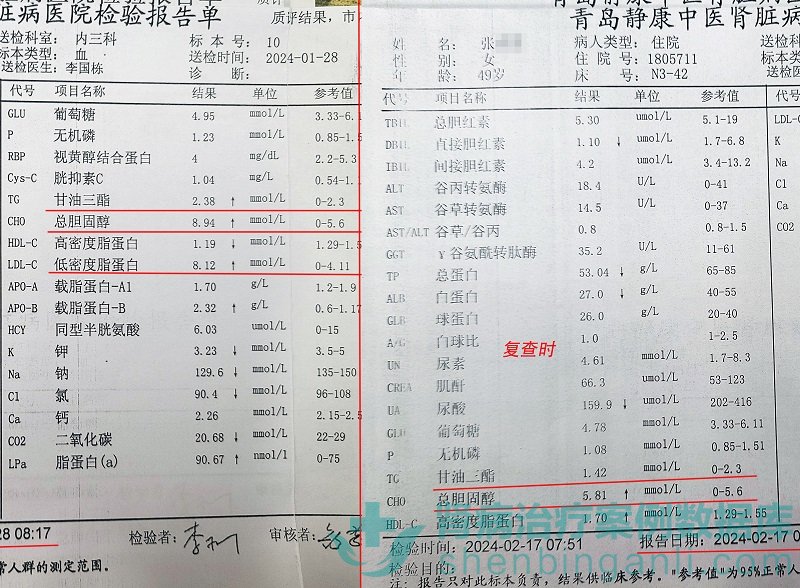 脏病医院检验报告单
质评结果,市
送检科室: 内三科
标本号: 10
标本类型: 血
送检时间: 2024-01-28
送检医生: 李国栋
诊 断:
代号 项目名称 结果 单位 参考值
GLU 葡萄糖 4.95 mmol/L 3.33-6.1
P 无机磷 1.23 mmol/L 0.85-1.5
RBP 视黄醇结合蛋白 4 mg/dL 2.2-5.3
Cys-C 胱抑素C 1.04 mg/L 0.54-1.
TG 甘油三酯 2.38 ↑ mmol/L 0-2.3
CHO 总胆固醇 8.94 ↑ mmol/L 0-5.6
HDL-C 高密度脂蛋白 1.19 ↓ mmol/L 1.29-1.5
LDL-C 低密度脂蛋白 8.12 ↑ mmol/L 0-4.11
APO-A 载脂蛋白-A1 1.70 g/L 1.2-1.9
APO-B 载脂蛋白-B 2.32 ↑ g/L 0.6-1.17
HCY 同型半胱氨酸 6.03 umol/L 0-15
K 钾 3.23 ↓ mmol/L 3.5-5
Na 钠 129.6 ↓ mmol/L 135-150
Cl 氯 90.4 ↓ mmol/L 96-108
Ca 钙 2.26 mmol/L 2.15-2.5
CO2 二氧化碳 20.68 ↓ mmol/L 22-29
LPa 脂蛋白(a) 90.67 ↑ nmol/l 0-75
28 08:17
检验者:
审核者:
常人群的测定范围.
青岛静康中医肾脏病
姓 名: 张
病人类型: 住院
性 别: 女
住 院 号: 1805711
年 龄: 49岁
床 号: N3-42
标本
送检
送检
代号 项目名称 结果 单位 参考值 代号
TBIL 总胆红素 5.30 umol/L 5.1-19 LDL-
DBIL 直接胆红素 1.10 ↓ umol/L 1.7-6.8 K
IBIL 间接胆红素 4.2 umol/L 3.4-13.2 Na
ALT 谷丙转氨酶 18.4 U/L 0-41 Cl
AST 谷草转氨酶 14.5 U/L 0-37 Ca
AST/ALT 谷草/谷丙 0.8 0.8-1.5 CO2
GGT γ谷氨酰转肽酶 35.2 U/L 11-61
TP 总蛋白 53.04 ↓ g/L 65-85
ALB 白蛋白 27.0 ↓ g/L 40-55
GLB 球蛋白 26.0 g/L 20-40
A/G 白球比 1.0 1-2.5
复查时
UN 尿素 4.61 mmol/L 1.7-8.3
CREA 肌酐 66.3 umol/L 53-123
UA 尿酸 159.9 ↓ umol/L 202-416
GLU 葡萄糖 4.78 mmol/L 3.33-6.11
P 无机磷 1.08 mmol/L 0.85-1.51
TG 甘油三酯 1.42 mmol/L 0-2.3
CHO 总胆固醇 5.81 ↑ mmol/L 0-5.6
HDL-C 高密度脂蛋白 1.70 ↑ mmol/L 1.29-1.55
肾病治疗案例数据库
shenbinganli.com
检验时间: 2024-02-17 07:51
报告日期: 2024-02-17
检验目的:
注: 报告只对此标本负责, 结果供临床参考. "参考值"为95%正常人